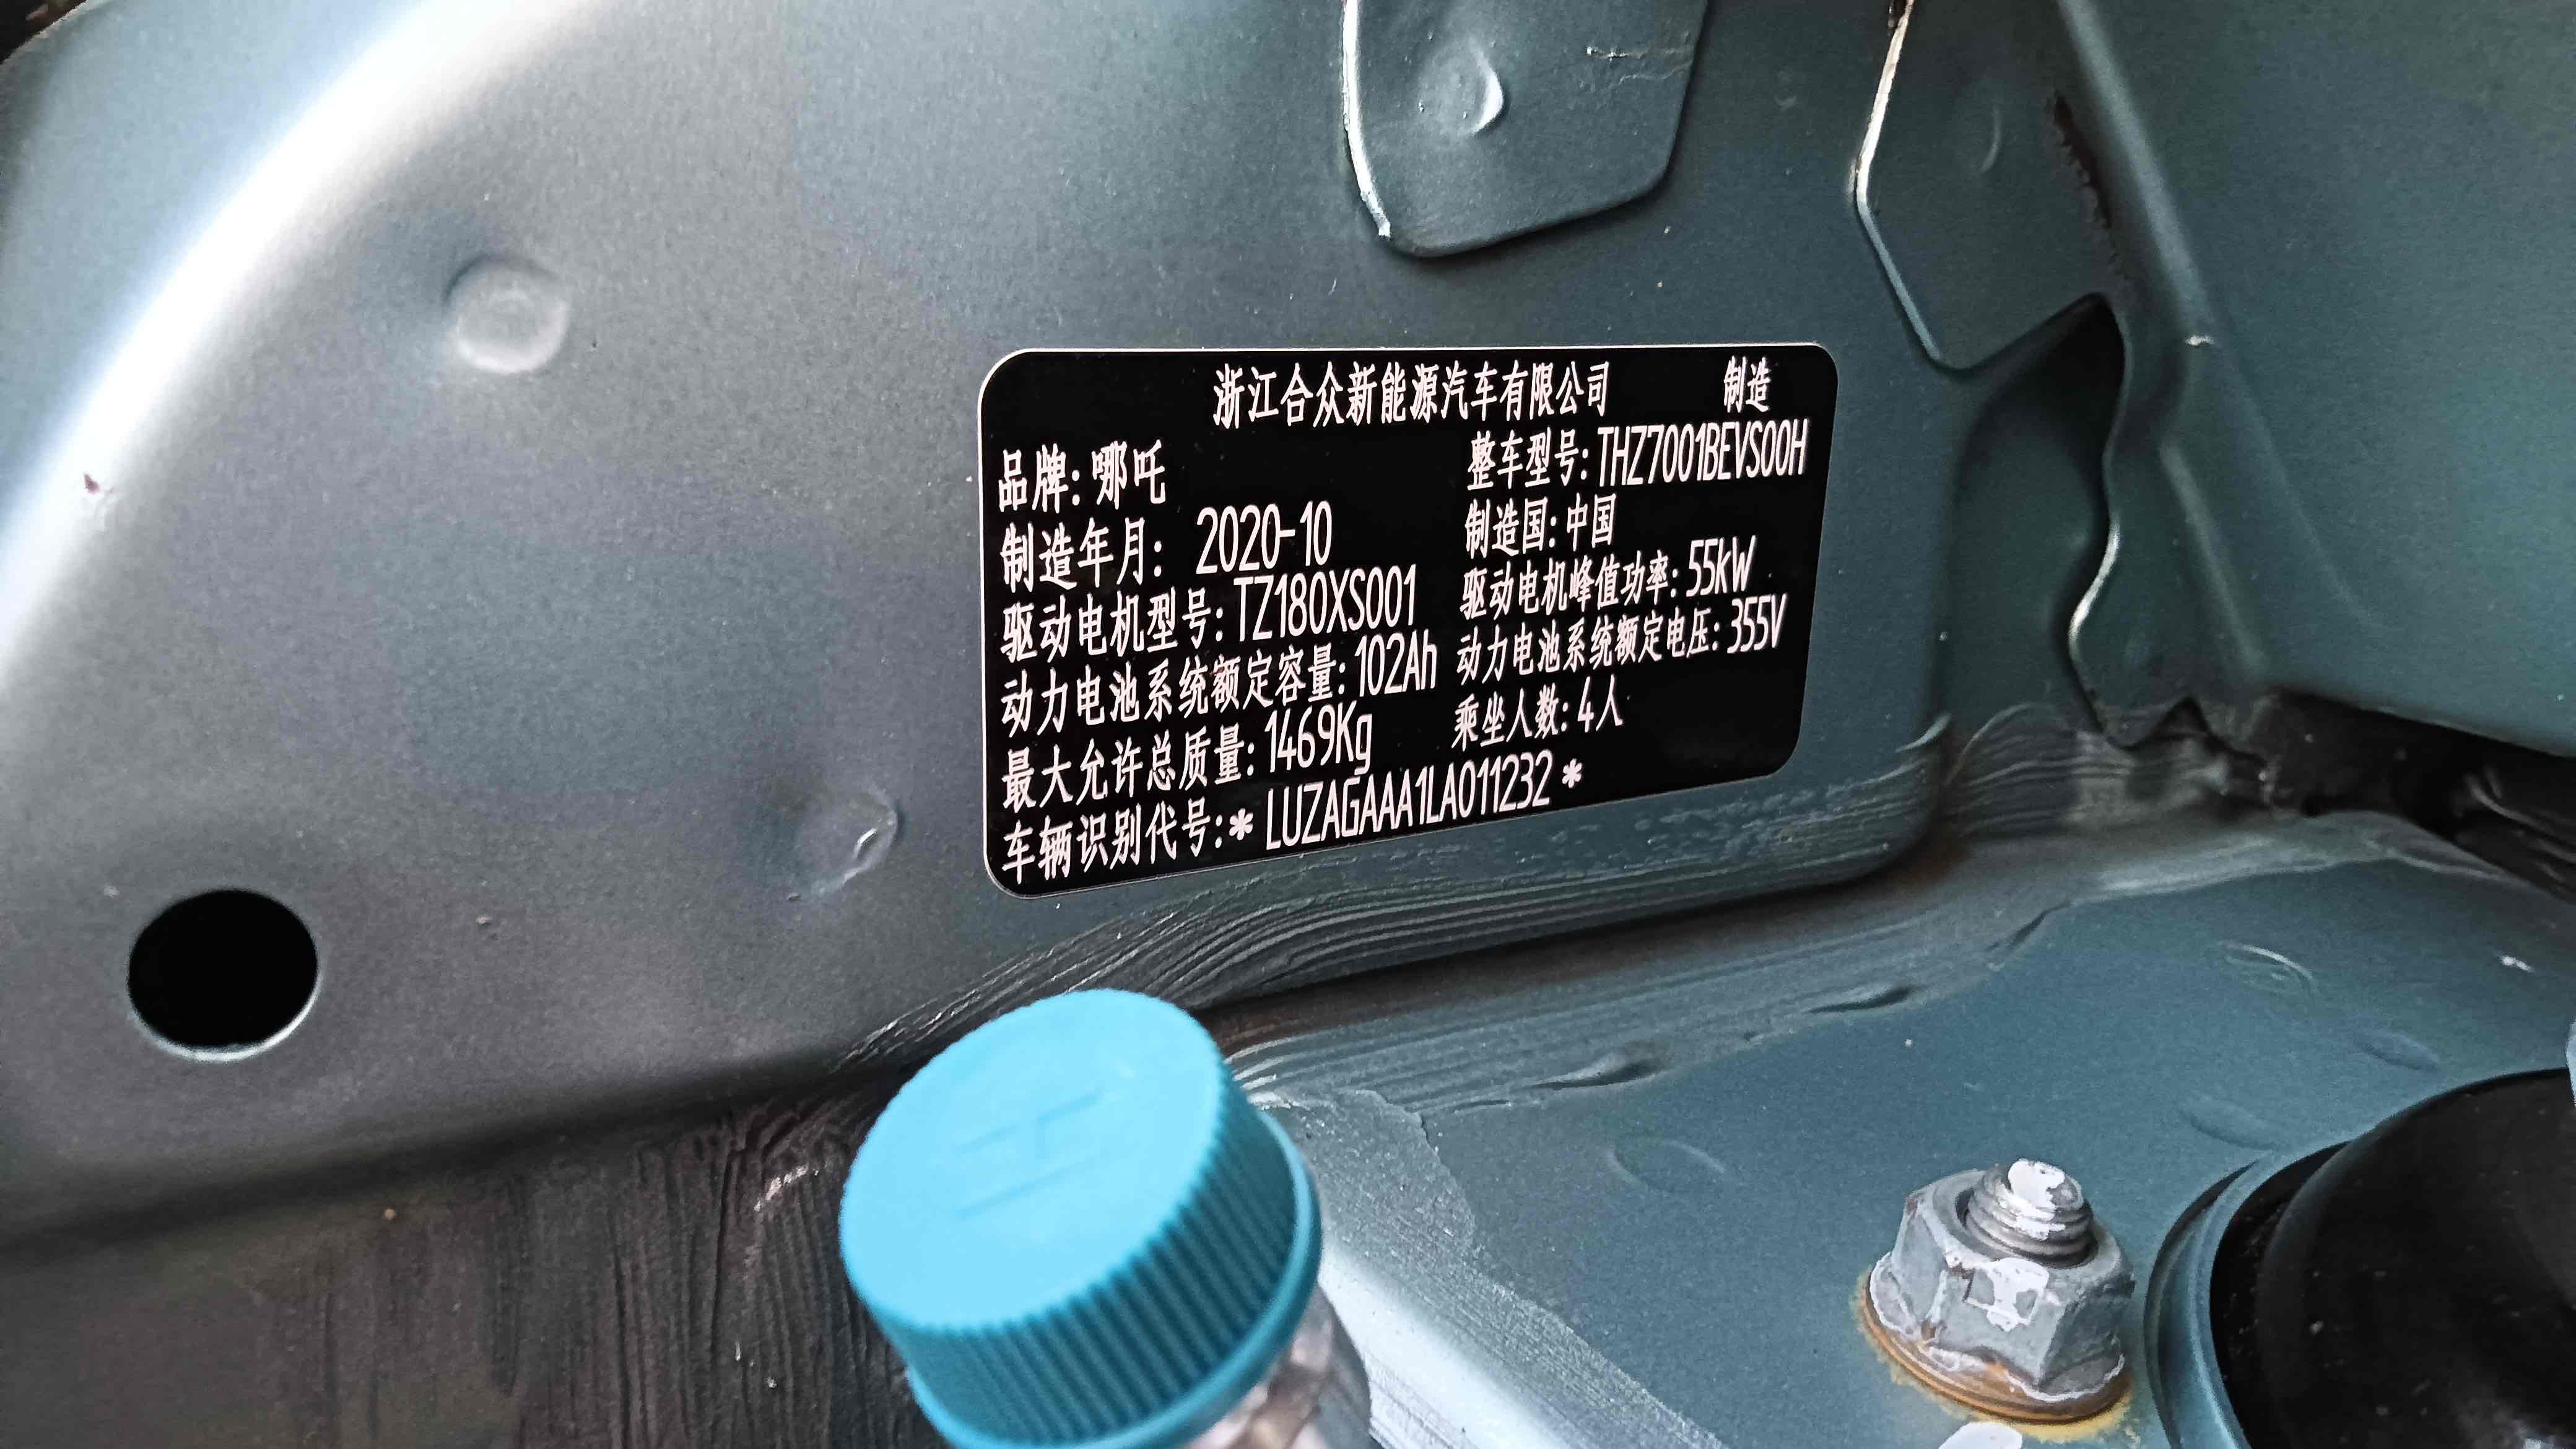 浙江合众新能源汽车有限公司 制造
品牌: 哪吒 整车型号: THZ7001BEVS00H
制造年月: 2020-10 制造国: 中国
驱动电机型号: TZ180XS001 驱动电机峰值功率: 55kW
动力电池系统额定容量: 102Ah 动力电池系统额定电压: 355V
最大允许总质量: 1469Kg 乘坐人数: 4人
车辆识别代号: * LUZAGAAA1LA011232 *